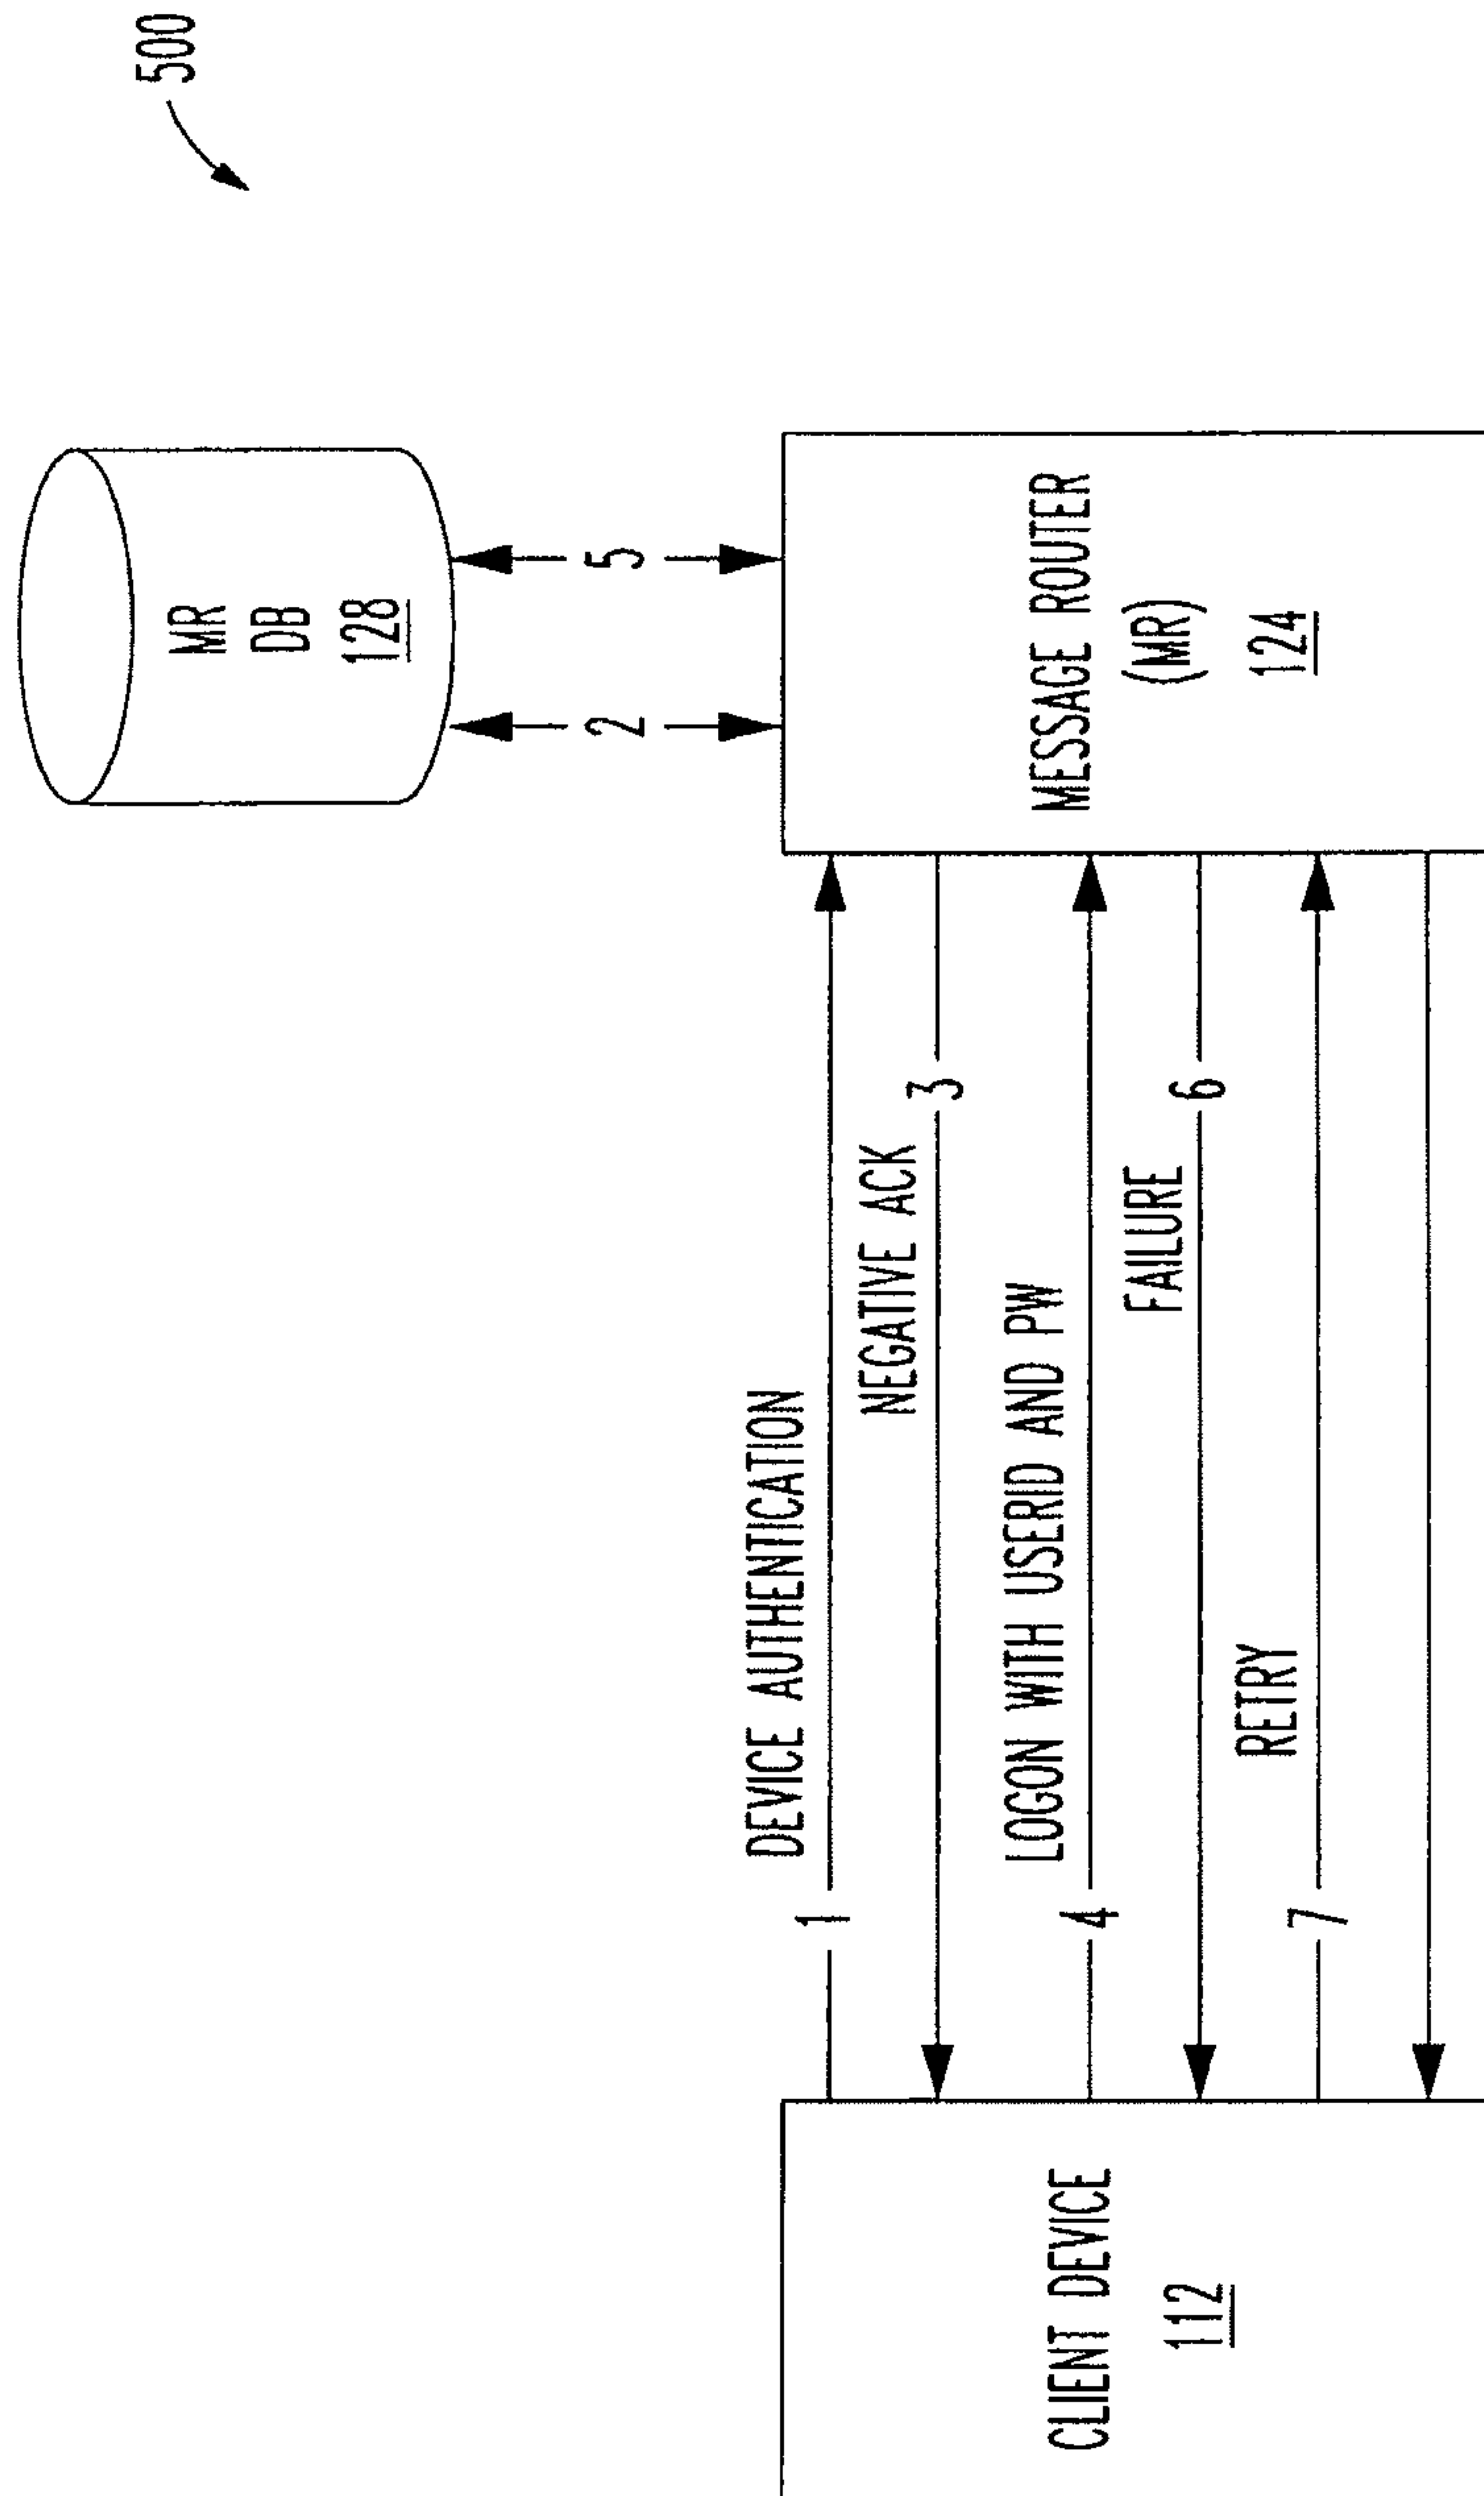 500
MR
DB
128
2
5
DEVICE AUTHENTICATION
1
NEGATIVE ACK
3
LOGON WITH USERID AND PW
4
FAILURE
6
RETRY
7
CLIENT DEVICE
112
MESSAGE ROUTER
(MR)
124